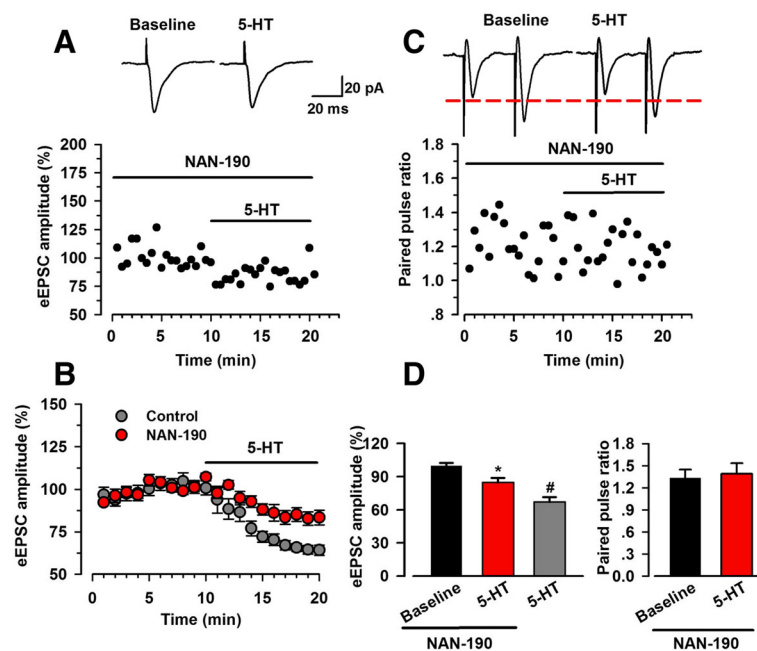 A
Baseline 5-HT
20 pA
20 ms
eEPSC amplitude (%)
200
175
150
125
100
75
50
NAN-190
5-HT
0 5 10 15 20
Time (min)
C
Baseline 5-HT
Paired pulse ratio
1.8
1.6
1.4
1.2
1.0
.8
NAN-190
5-HT
0 5 10 15 20
Time (min)
B
eEPSC amplitude (%)
150
125
100
75
50
Control
NAN-190
5-HT
0 5 10 15 20
Time (min)
D
eEPSC amplitude (%)
120
90
60
30
0
*
#
Baseline 5-HT 5-HT
NAN-190
Paired pulse ratio
1.8
1.5
1.2
.9
.6
.3
0.0
Baseline 5-HT
NAN-190